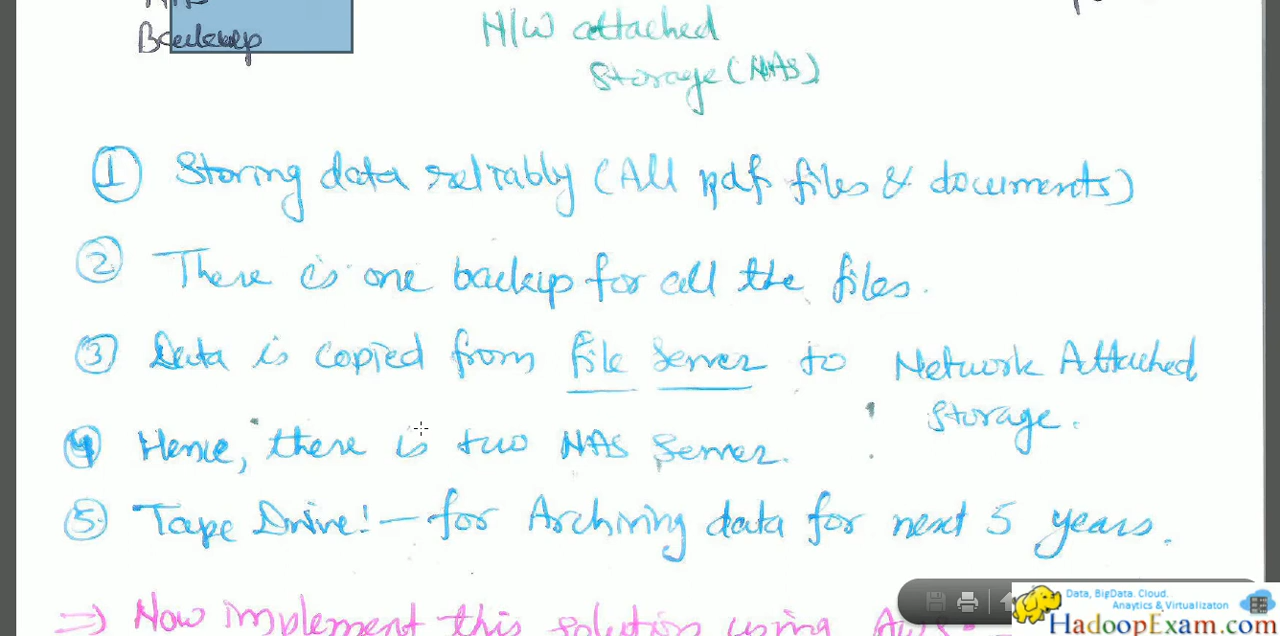 Backup
N/W attached
Storage (NAS)
① Storing data reliably (All pdf files & documents)
② There is one backup for all the files.
③ Data is copied from File Server to Network Attached
Storage.
④ Hence, there is two NAS Server.
⑤ Tape Drive:- for Archiving data for next 5 years.
⇒ Now implement this solution using AWS
Data, BigData. Cloud.
Anaytics & Virtualizaton
HadoopExam.com